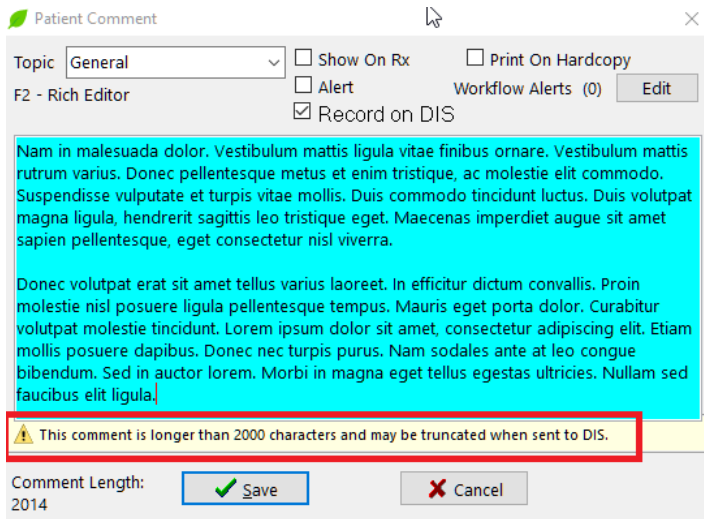 Patient Comment
Topic General
Show On Rx
Print On Hardcopy
F2 - Rich Editor
Alert
Workflow Alerts (0) Edit
Record on DIS
Nam in malesuada dolor. Vestibulum mattis ligula vitae finibus ornare. Vestibulum mattis
rutrum varius. Donec pellentesque metus et enim tristique, ac molestie elit commodo.
Suspendisse vulputate et turpis vitae mollis. Duis commodo tincidunt luctus. Duis volutpat
magna ligula, hendrerit sagittis leo tristique eget. Maecenas imperdiet augue sit amet
sapien pellentesque, eget consectetur nisl viverra.
Donec volutpat erat sit amet tellus varius laoreet. In efficitur dictum convallis. Proin
molestie nisl posuere ligula pellentesque tempus. Mauris eget porta dolor. Curabitur
volutpat molestie tincidunt. Lorem ipsum dolor sit amet, consectetur adipiscing elit. Etiam
mollis posuere dapibus. Donec nec turpis purus. Nam sodales ante at leo congue
bibendum. Sed in auctor lorem. Morbi in magna eget tellus egestas ultricies. Nullam sed
faucibus elit ligula.
This comment is longer than 2000 characters and may be truncated when sent to DIS.
Comment Length:
2014
Save
Cancel